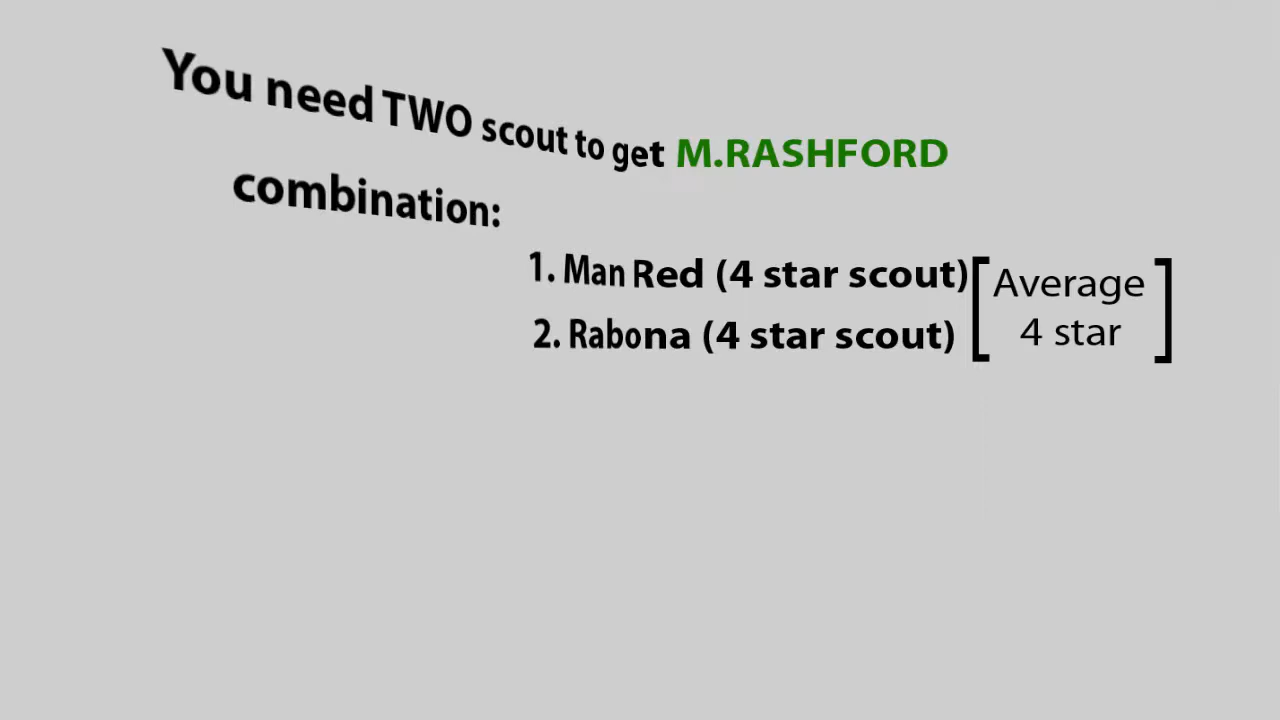 You need TWO scout to get M.RASHFORD
combination:
1. Man Red (4 star scout)
2. Rabona (4 star scout)
[Average
4 star]